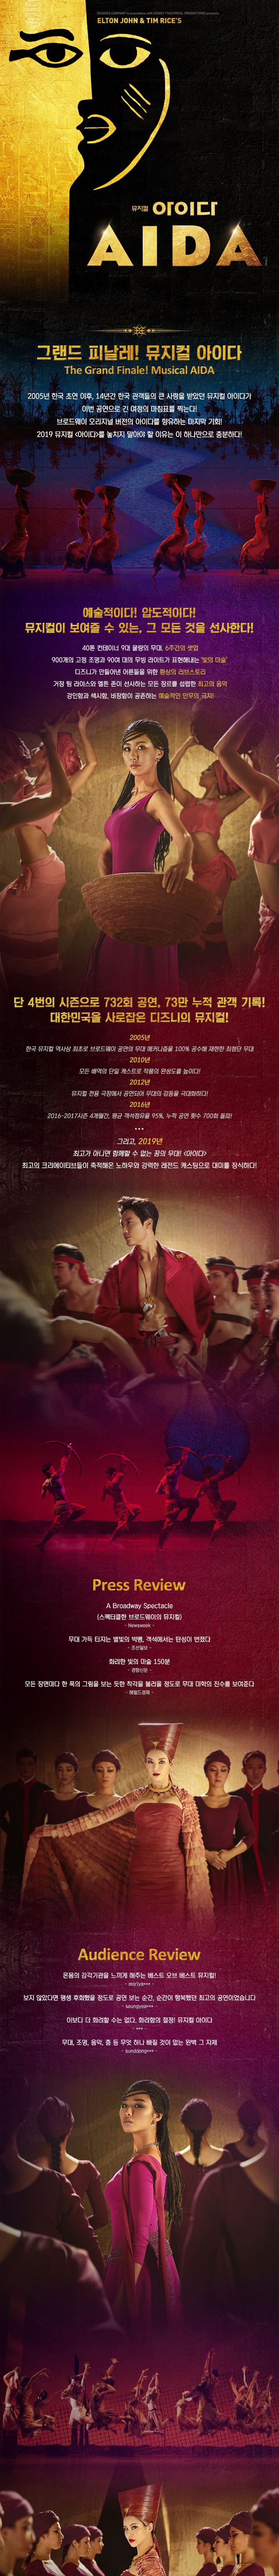 SEENSEE COMPANY in association with DISNEY THEATRICAL PRODUCTIONS presents
ELTON JOHN & TIM RICE'S
뮤지컬 아이다
AIDA
그랜드 피날레! 뮤지컬 아이다
The Grand Finale! Musical AIDA
2005년 한국 초연 이후, 14년간 한국 관객들의 큰 사랑을 받았던 뮤지컬 아이다가
이번 공연으로 긴 여정의 마침표를 찍는다!
브로드웨이 오리지널 버전의 아이다를 향유하는 마지막 기회!
2019 뮤지컬 <아이다>를 놓치지 말아야 할 이유는 이 하나만으로 충분하다!
예술적이다! 압도적이다!
뮤지컬이 보여줄 수 있는, 그 모든 것을 선사한다!
40톤 컨테이너 9대 물량의 무대, 6주간의 셋업
900개의 고정 조명과 90여 대의 무빙 라이트가 표현해내는 '빛의 마술'
디즈니가 만들어낸 어른들을 위한 환상의 러브스토리
거장 팀 라이스와 엘튼 존이 선사하는 모든 장르를 섭렵한 최고의 음악
강인함과 섹시함, 비장함이 공존하는 예술적인 안무의 극치!
단 4번의 시즌으로 732회 공연, 73만 누적 관객 기록!
대한민국을 사로잡은 디즈니의 뮤지컬!
2005년
한국 뮤지컬 역사상 최초로 브로드웨이 공연의 무대 메커니즘을 100% 공수해 재현한 최첨단 무대
2010년
모든 배역의 단일 캐스트로 작품의 완성도를 높이다!
2012년
뮤지컬 전용 극장에서 공연되어 무대의 감동을 극대화하다!
2016년
2016-2017시즌 4개월간, 평균 객석점유율 95%, 누적 공연 횟수 700회 돌파!
•••
그리고, 2019년
최고가 아니면 함께할 수 없는 꿈의 무대! <아이다>
최고의 크리에이티브들이 축적해온 노하우와 강력한 레전드 캐스팅으로 대미를 장식하다!
Press Review
A Broadway Spectacle
(스펙터클한 브로드웨이의 뮤지컬)
- Newsweek -
무대 가득 터지는 별빛의 빅뱅, 객석에서는 탄성이 번졌다
- 조선일보 -
화려한 빛의 마술 150분
- 경향신문 -
모든 장면마다 한 폭의 그림을 보는 듯한 착각을 불러올 정도로 무대 미학의 진수를 보여준다
- 헤럴드경제 -
Audience Review
온몸의 감각기관을 느끼게 해주는 베스트 오브 베스트 뮤지컬!
보지 않았다면 평생 후회했을 정도로 공연 보는 순간, 순간이 행복했던 최고의 공연이었습니다
이보다 더 화려할 수는 없다. 화려함의 절정! 뮤지컬 아이다
- *** -
무대, 조명, 음악, 춤 등 무엇 하나 빠질 것이 없는 완벽 그 자체